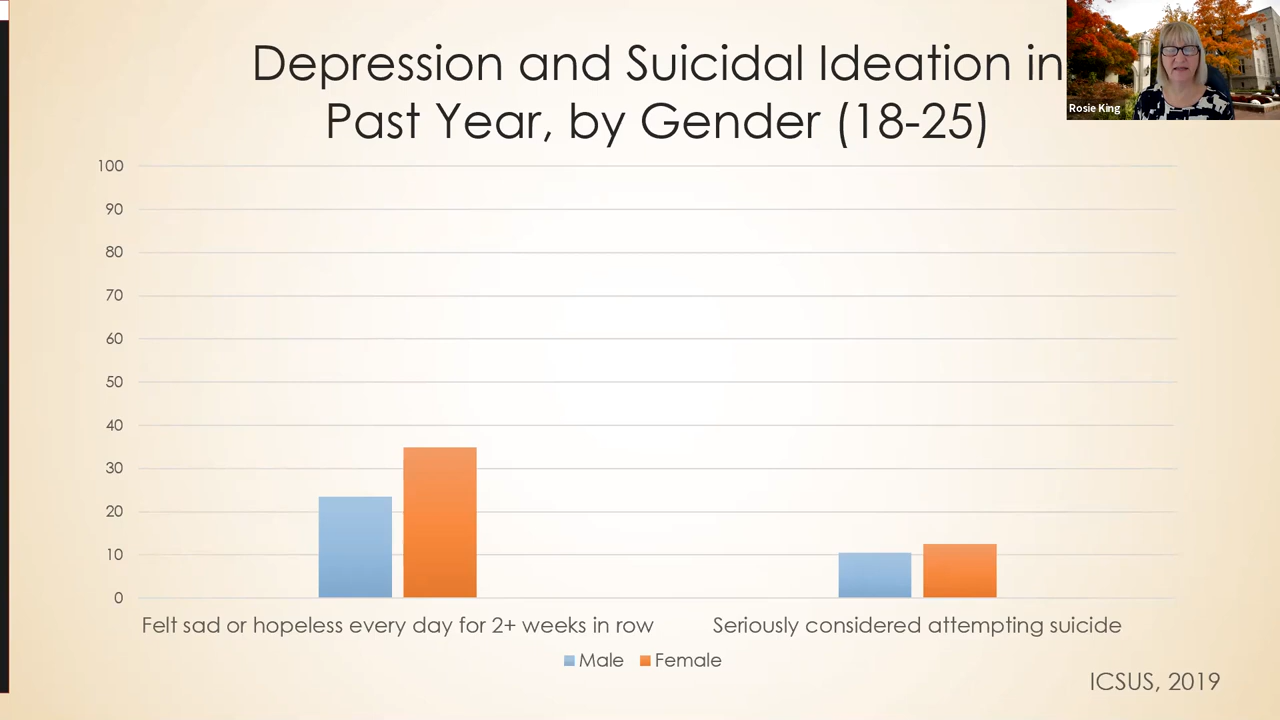 Depression and Suicidal Ideation in
Past Year, by Gender (18-25)
Rosie King
100
90
80
70
60
50
40
30
20
10
0
Felt sad or hopeless every day for 2+ weeks in row
Seriously considered attempting suicide
Male Female
ICSUS, 2019